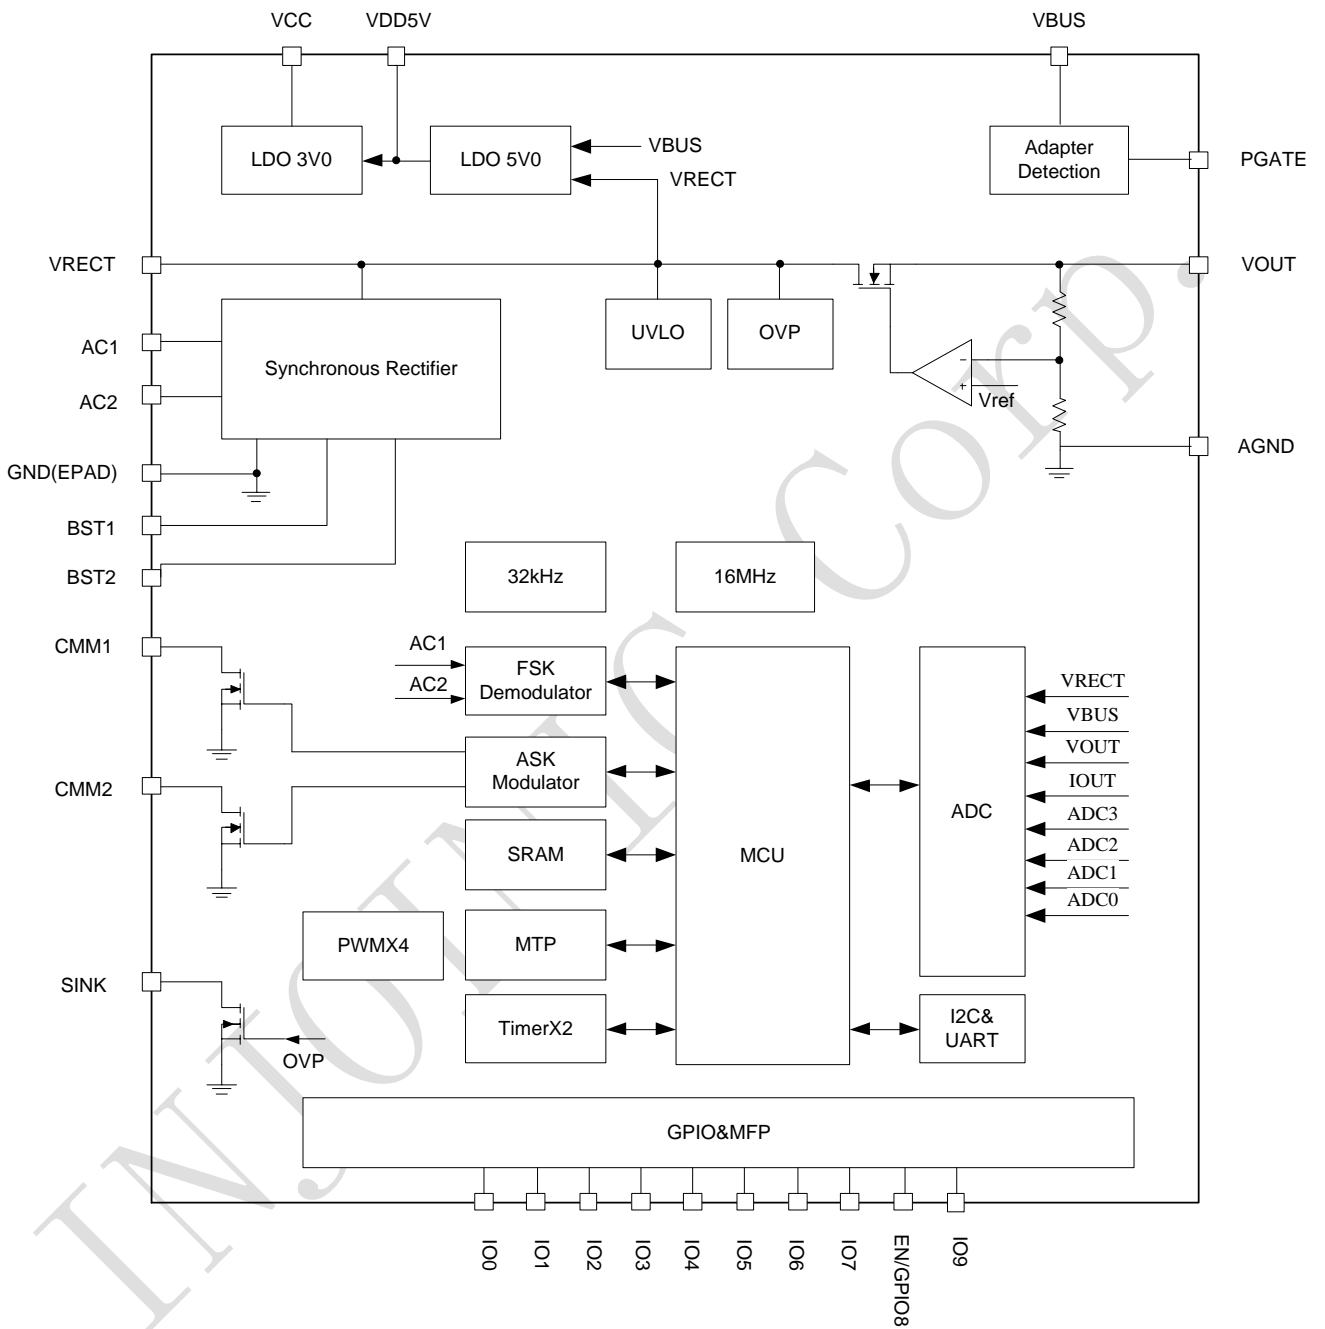 VCC
VDD5V
VBUS
LDO 3V0
LDO 5V0
VBUS
VRECT
Adapter
Detection
PGATE
VRECT
VOUT
AC1
AC2
Synchronous Rectifier
UVLO
OVP
-
+
Vref
GND(EPAD)
AGND
BST1
BST2
32kHz
16MHz
CMM1
AC1
AC2
FSK
Demodulator
ASK
Modulator
CMM2
SRAM
MCU
ADC
VRECT
VBUS
VOUT
IOUT
ADC3
ADC2
ADC1
ADC0
PWMX4
MTP
SINK
OVP
TimerX2
I2C&
UART
GPIO&MFP
IO0
IO1
IO2
IO3
IO4
IO5
IO6
IO7
EN/GPIO8
IO9
INJOINIC Corp.